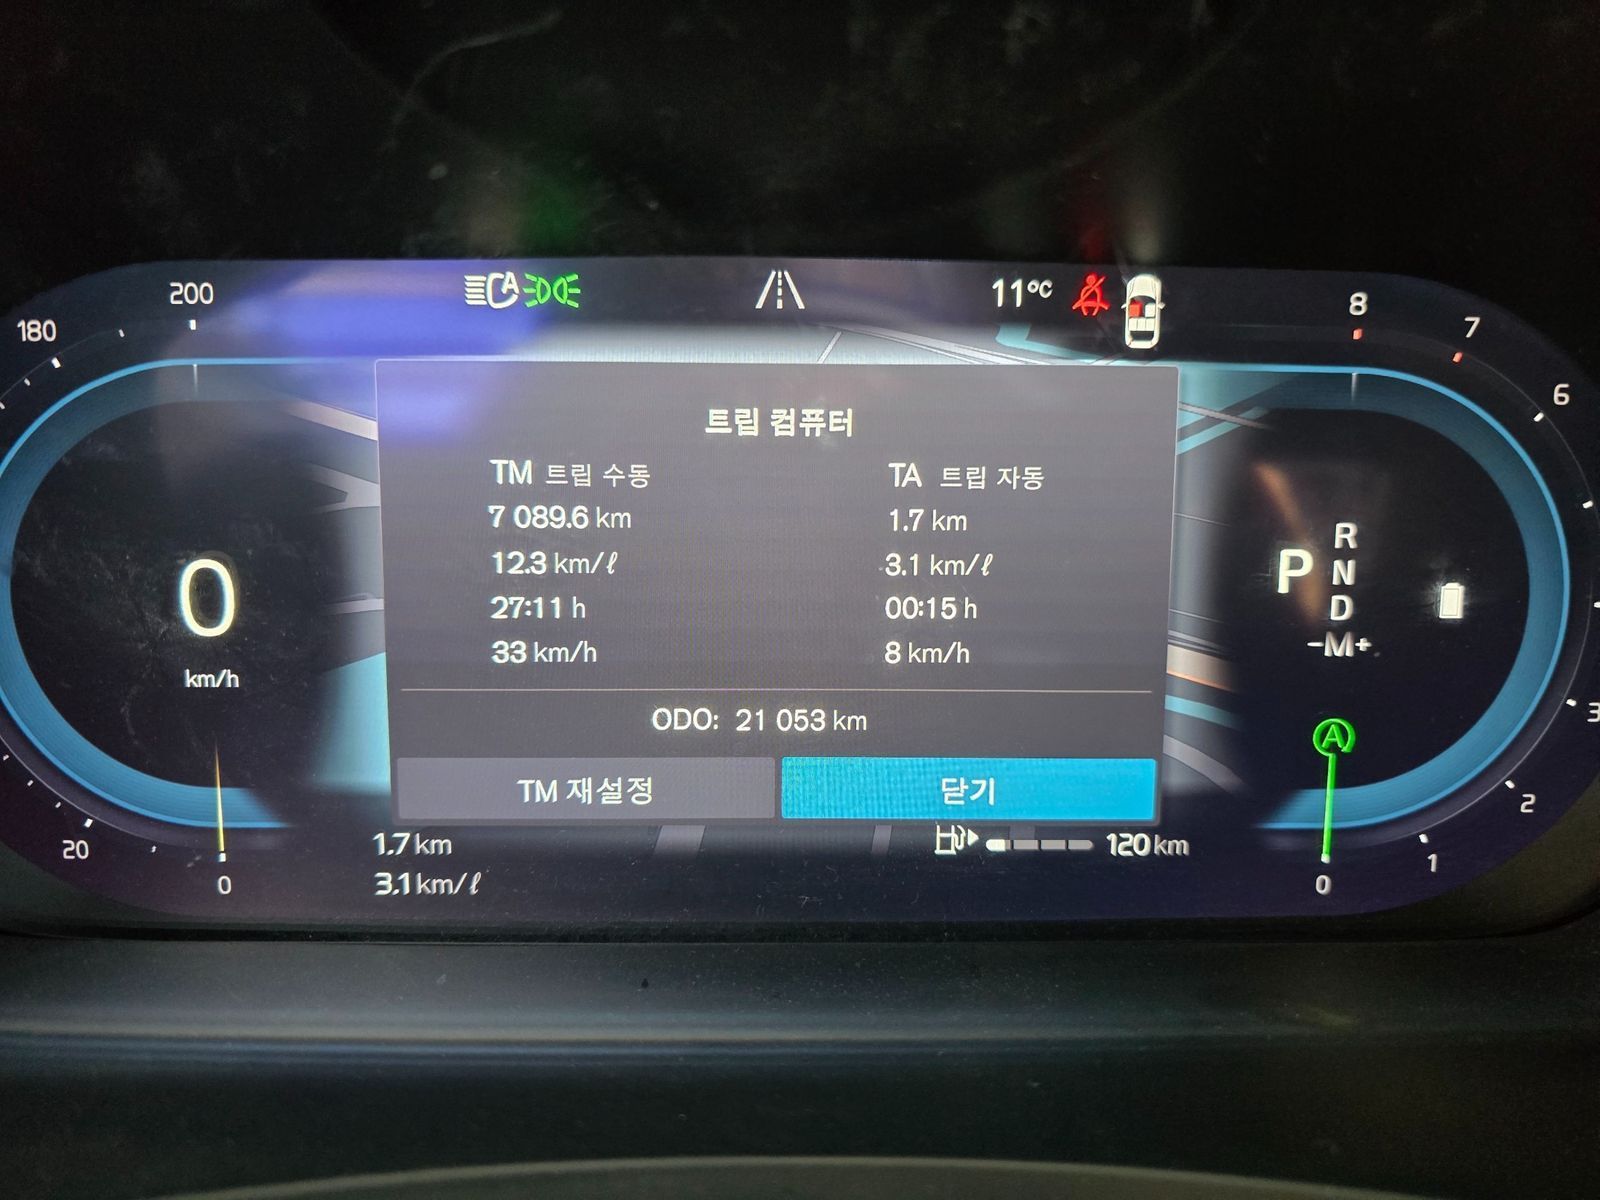 200
180
A
11°C
8
7
6
트립 컴퓨터
TM 트립 수동
TA 트립 자동
7 089.6 km
1.7 km
12.3 km/ℓ
3.1 km/ℓ
27:11 h
00:15 h
33 km/h
8 km/h
ODO: 21 053 km
TM 재설정
닫기
0
km/h
P
R
N
D
-M+
A
3
2
1
0
20
0
1.7 km
3.1 km/ℓ
120 km